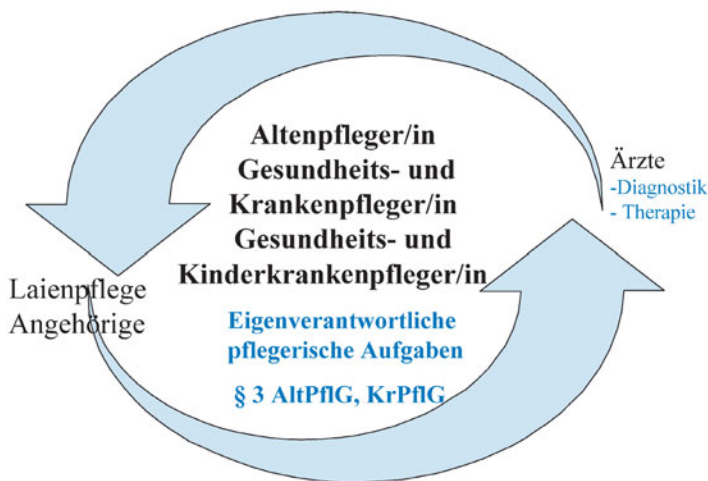 Altenpfleger/in
Gesundheits- und
Krankenpfleger/in
Gesundheits- und
Kinderkrankenpfleger/in
Eigenverantwortliche
pflegerische Aufgaben
§ 3 AltPflG, KrPflG
Ärzte
-Diagnostik
- Therapie
Laienpflege
Angehörige